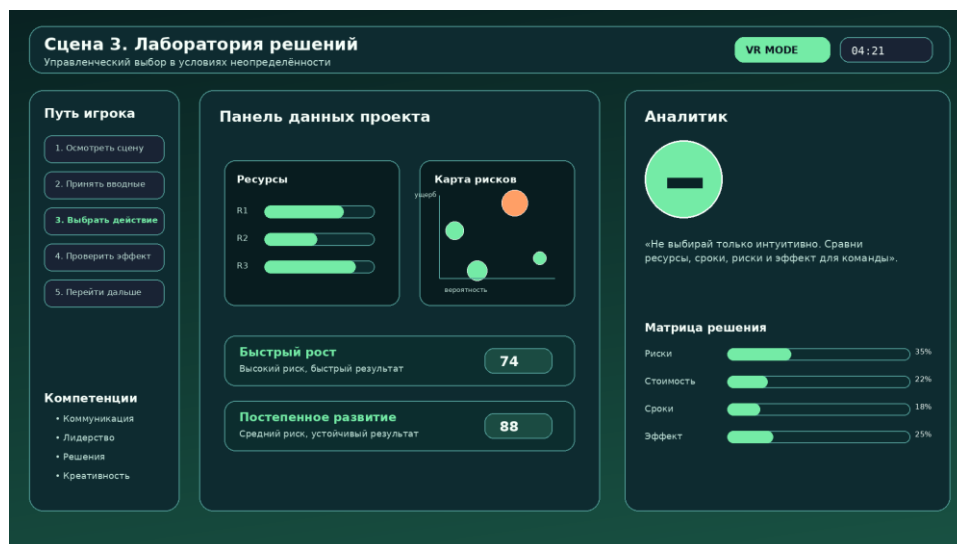 Сцена 3. Лаборатория решений
Управленческий выбор в условиях неопределённости
VR MODE
04:21
Путь игрока
1. Осмотреть сцену
2. Принять вводные
3. Выбрать действие
4. Проверить эффект
5. Перейти дальше
Компетенции
• Коммуникация
• Лидерство
• Решения
• Креативность
Панель данных проекта
Ресурсы
R1
R2
R3
Карта рисков
ущерб
вероятность
Быстрый рост
Высокий риск, быстрый результат
74
Постепенное развитие
Средний риск, устойчивый результат
88
Аналитик
«Не выбирай только интуитивно. Сравни
ресурсы, сроки, риски и эффект для команды».
Матрица решения
Риски
35%
Стоимость
22%
Сроки
18%
Эффект
25%